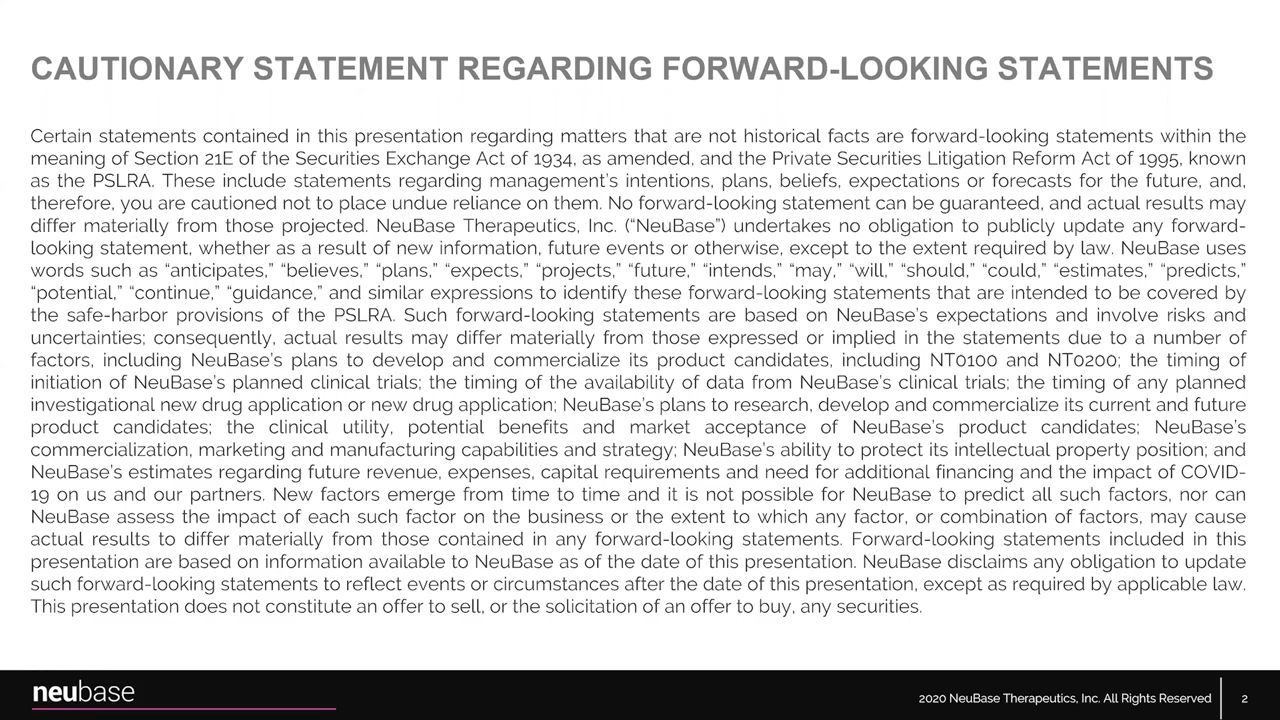 CAUTIONARY STATEMENT REGARDING FORWARD-LOOKING STATEMENTS
Certain statements contained in this presentation regarding matters that are not historical facts are forward-looking statements within the
meaning of Section 21E of the Securities Exchange Act of 1934, as amended, and the Private Securities Litigation Reform Act of 1995, known
as the PSLRA. These include statements regarding management’s intentions, plans, beliefs, expectations or forecasts for the future, and,
therefore, you are cautioned not to place undue reliance on them. No forward-looking statement can be guaranteed, and actual results may
differ materially from those projected. NeuBase Therapeutics, Inc. (“NeuBase”) undertakes no obligation to publicly update any forward-
looking statement, whether as a result of new information, future events or otherwise, except to the extent required by law. NeuBase uses
words such as “anticipates,” “believes,” “plans,” “expects,” “projects,” “future,” “intends,” “may,” “will,” “should,” “could,” “estimates,” “predicts,”
“potential,” “continue,” “guidance,” and similar expressions to identify these forward-looking statements that are intended to be covered by
the safe-harbor provisions of the PSLRA. Such forward-looking statements are based on NeuBase’s expectations and involve risks and
uncertainties; consequently, actual results may differ materially from those expressed or implied in the statements due to a number of
factors, including NeuBase’s plans to develop and commercialize its product candidates, including NT0100 and NT0200; the timing of
initiation of NeuBase’s planned clinical trials; the timing of the availability of data from NeuBase’s clinical trials; the timing of any planned
investigational new drug application or new drug application; NeuBase’s plans to research, develop and commercialize its current and future
product candidates; the clinical utility, potential benefits and market acceptance of NeuBase’s product candidates; NeuBase’s
commercialization, marketing and manufacturing capabilities and strategy; NeuBase’s ability to protect its intellectual property position; and
NeuBase’s estimates regarding future revenue, expenses, capital requirements and need for additional financing and the impact of COVID-
19 on us and our partners. New factors emerge from time to time and it is not possible for NeuBase to predict all such factors, nor can
NeuBase assess the impact of each such factor on the business or the extent to which any factor, or combination of factors, may cause
actual results to differ materially from those contained in any forward-looking statements. Forward-looking statements included in this
presentation are based on information available to NeuBase as of the date of this presentation. NeuBase disclaims any obligation to update
such forward-looking statements to reflect events or circumstances after the date of this presentation, except as required by applicable law.
This presentation does not constitute an offer to sell, or the solicitation of an offer to buy, any securities.
neubase
2020 NeuBase Therapeutics, Inc. All Rights Reserved
2